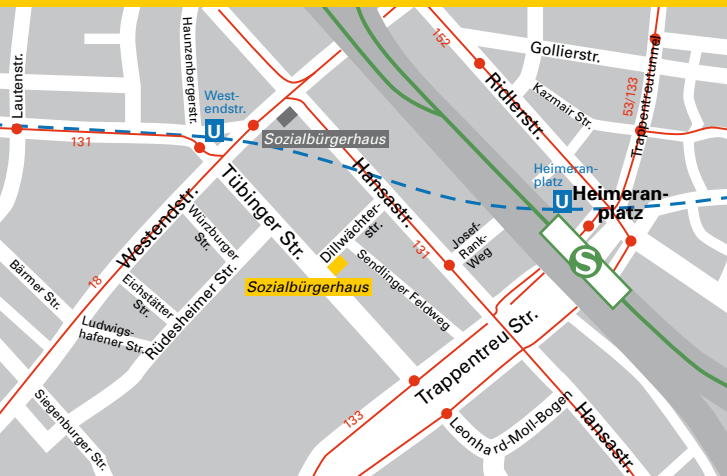 152
Gollierstr.
Haunzenbergerstr.
Lautenstr.
Ridlerstr.
Kazmair Str.
53/133
Trappentreutunnel
West-
endstr.
U
131
Sozialbürgerhaus
Heimeran-
platz
U
Heimeran-
platz
Hansastr.
Tübinger Str.
Westendstr.
Würzburger
Str.
Dillwächter-
str.
Josef-
Rank-
Weg
131
S
Sendlinger Feldweg
Sozialbürgerhaus
Bärmer Str.
18
Eichstätter
Str.
Rüdesheimer Str.
Ludwigs-
hafener Str.
Trappentreu Str.
Siegenburger Str.
133
Leonhard-Moll-Bogen
Hansastr.